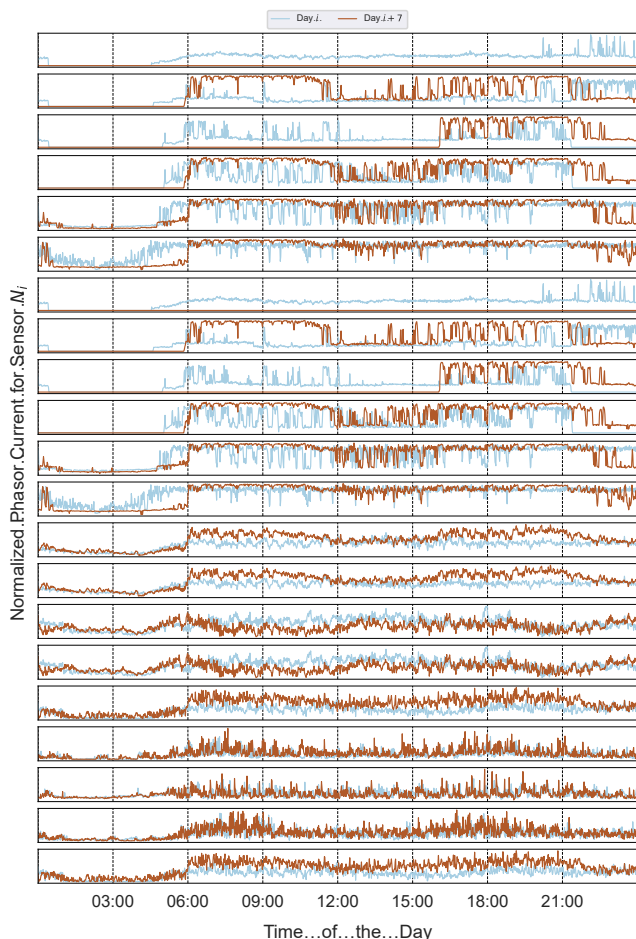 Day.i. Day.i+ 7
Normalized.Phasor.Current.for.Sensor.N_i
03:00 06:00 09:00 12:00 15:00 18:00 21:00
Time...of...the...Day